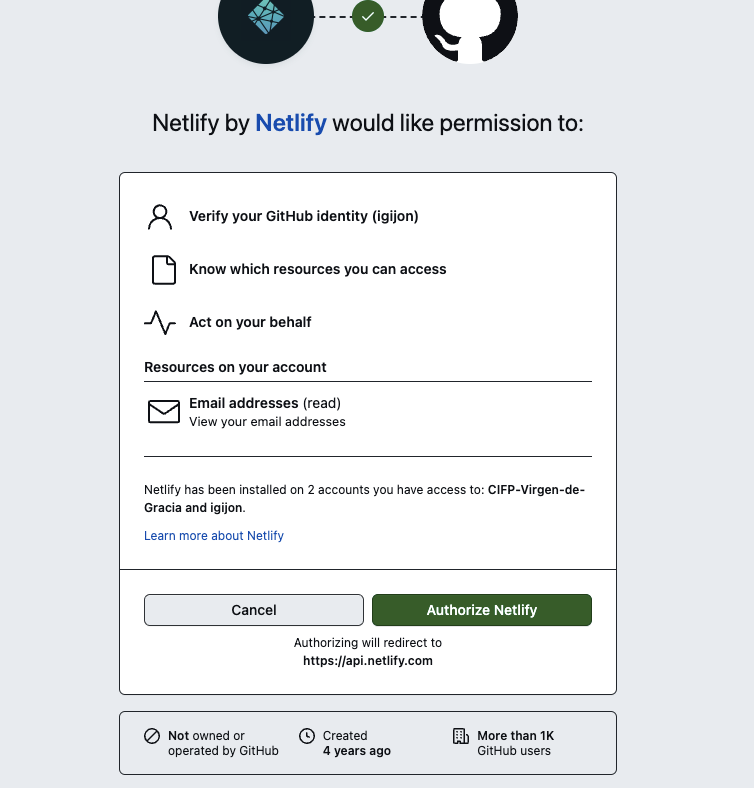 Netlify by Netlify would like permission to:
Verify your GitHub identity (igijon)
Know which resources you can access
Act on your behalf
Resources on your account
Email addresses (read)
View your email addresses
Netlify has been installed on 2 accounts you have access to: CIFP-Virgen-de-
Gracia and igijon.
Learn more about Netlify
Cancel
Authorize Netlify
Authorizing will redirect to
https://api.netlify.com
Not owned or
operated by GitHub
Created
4 years ago
More than 1K
GitHub users